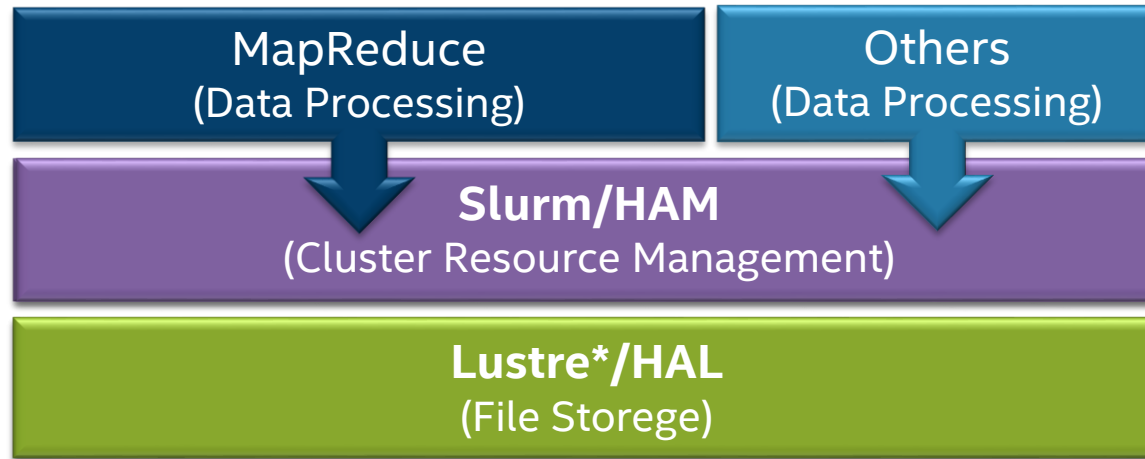 MapReduce
(Data Processing)
Others
(Data Processing)
Slurm/HAM
(Cluster Resource Management)
Lustre*/HAL
(File Storege)